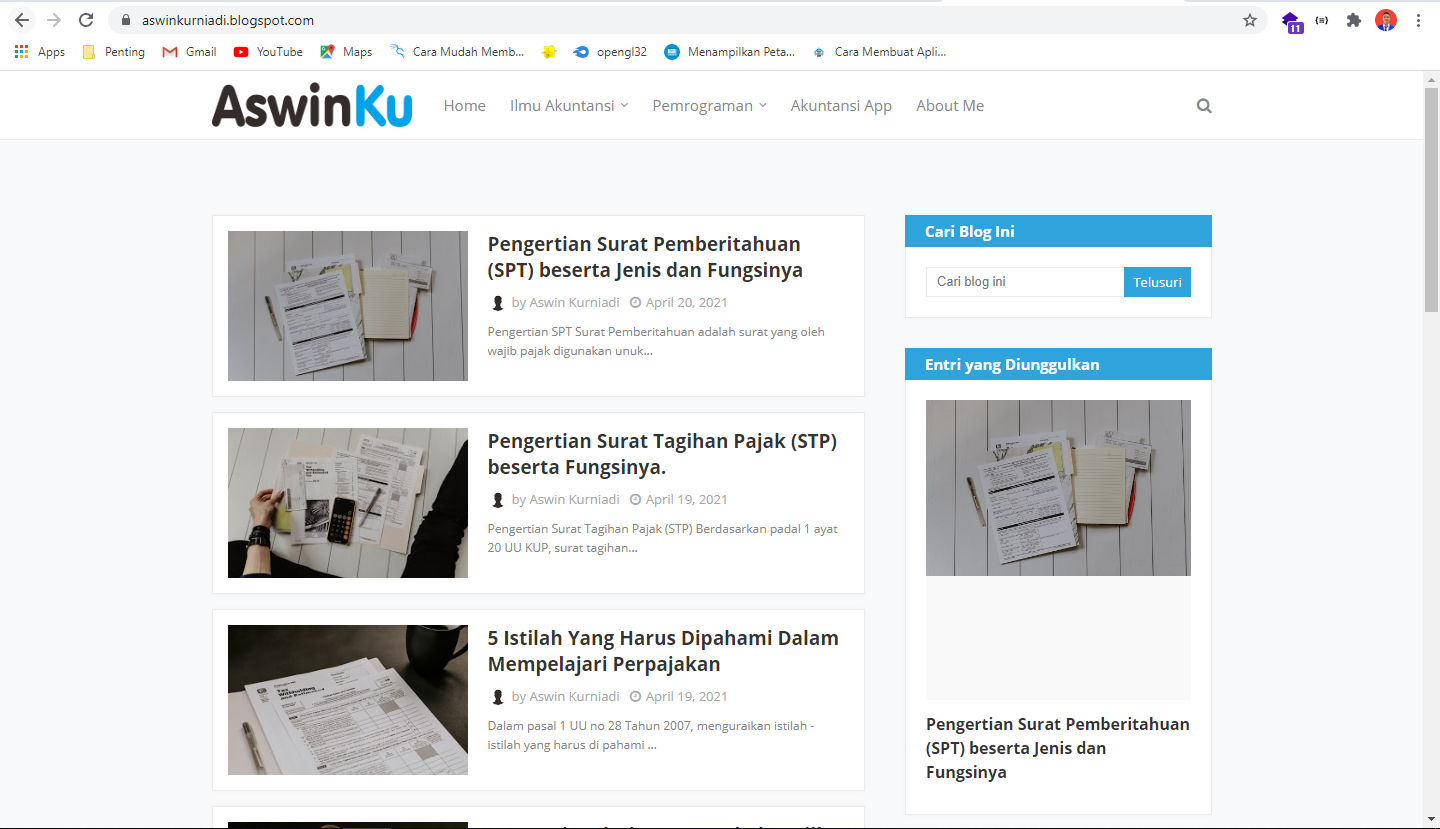 aswinkurniadi.blogspot.com
11
Apps Penting Gmail YouTube Maps Cara Mudah Memb... opengl32 Menampilkan Peta... Cara Membuat Apli...
AswinKu
Home Ilmu Akuntansi Pemrograman Akuntansi App About Me
Pengertian Surat Pemberitahuan
(SPT) beserta Jenis dan Fungsinya
by Aswin Kurniadi April 20, 2021
Pengertian SPT Surat Pemberitahuan adalah surat yang oleh
wajib pajak digunakan unuk...
Pengertian Surat Tagihan Pajak (STP)
beserta Fungsinya.
by Aswin Kurniadi April 19, 2021
Pengertian Surat Tagihan Pajak (STP) Berdasarkan padal 1 ayat
20 UU KUP, surat tagihan...
Tax
Withholding
and Estimated
5 Istilah Yang Harus Dipahami Dalam
Mempelajari Perpajakan
by Aswin Kurniadi April 19, 2021
Dalam pasal 1 UU no 28 Tahun 2007, menguraikan istilah -
istilah yang harus di pahami ...
Cari Blog Ini
Cari blog ini Telusuri
Entri yang Diunggulkan
Pengertian Surat Pemberitahuan
(SPT) beserta Jenis dan
Fungsinya